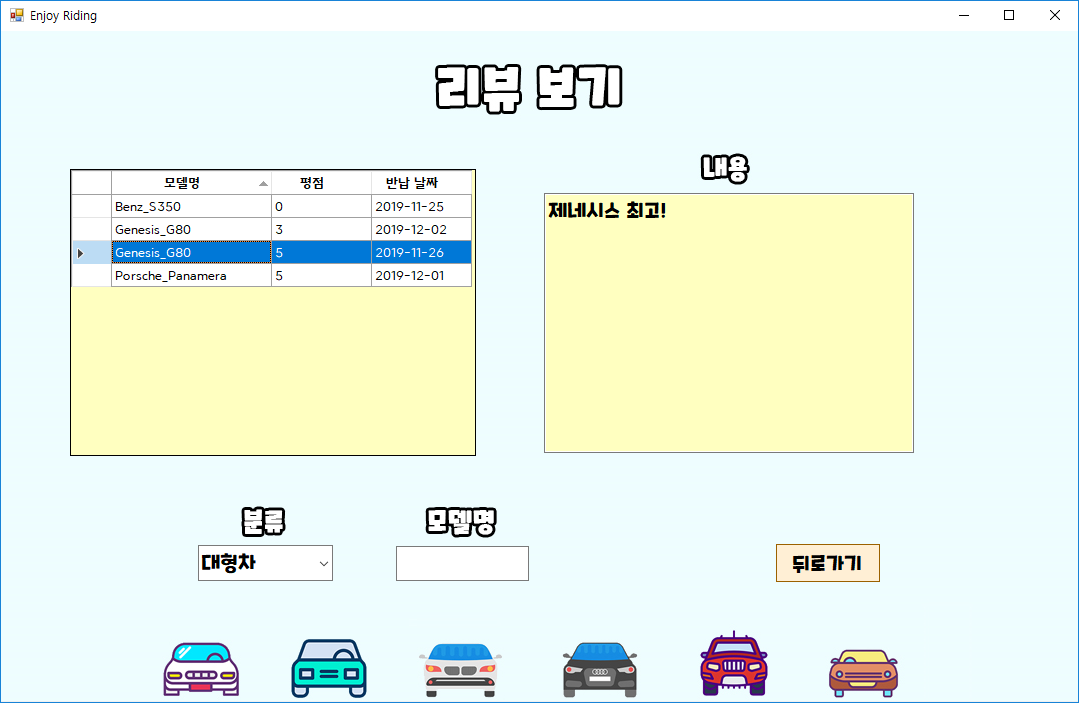 Enjoy Riding
리뷰 보기
모델명 평점 반납 날짜
Benz_S350 0 2019-11-25
Genesis_G80 3 2019-12-02
Genesis_G80 5 2019-11-26
Porsche_Panamera 5 2019-12-01
내용
제네시스 최고!
분류
대형차
모델명
뒤로가기